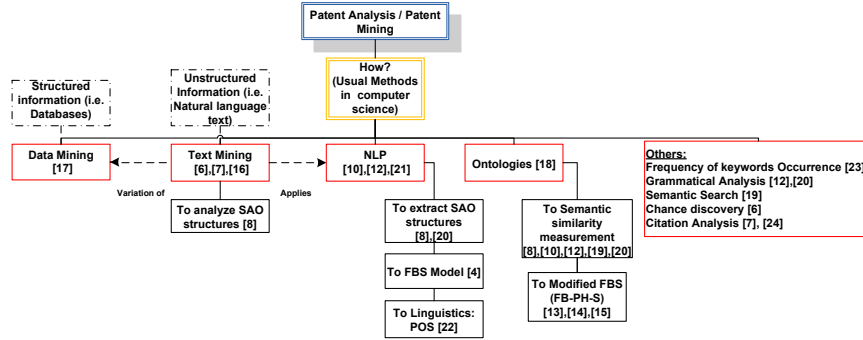 Patent Analysis / Patent
Mining
How?
(Usual Methods
in computer
science)
Structured
information (i.e.
Databases)
Unstructured
Information (i.e.
Natural language
text)
Data Mining
[17]
Text Mining
[6],[7],[16]
NLP
[10],[12],[21]
Ontologies [18]
Others:
Frequency of keywords Occurrence [23]
Grammatical Analysis [12],[20]
Semantic Search [19]
Chance discovery [6]
Citation Analysis [7], [24]
Variation of
Applies
To analyze SAO
structures [8]
To extract SAO
structures
[8],[20]
To FBS Model [4]
To Linguistics:
POS [22]
To Semantic
similarity
measurement
[8],[10],[12],[19],[20]
To Modified FBS
(FB-PH-S)
[13],[14],[15]